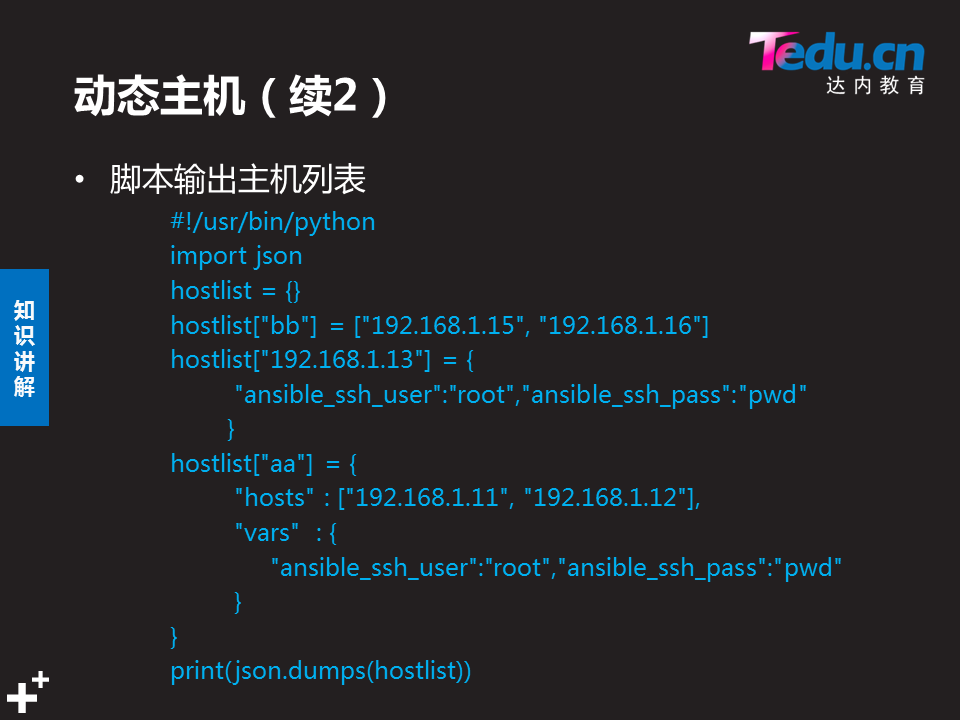 Tedu.cn
达内教育
动态主机（续2）
• 脚本输出主机列表
#!/usr/bin/python
import json
hostlist = {}
hostlist["bb"] = ["192.168.1.15", "192.168.1.16"]
hostlist["192.168.1.13"] = {
"ansible_ssh_user":"root","ansible_ssh_pass":"pwd"
}
hostlist["aa"] = {
"hosts" : ["192.168.1.11", "192.168.1.12"],
"vars" : {
"ansible_ssh_user":"root","ansible_ssh_pass":"pwd"
}
}
print(json.dumps(hostlist))
知识讲解